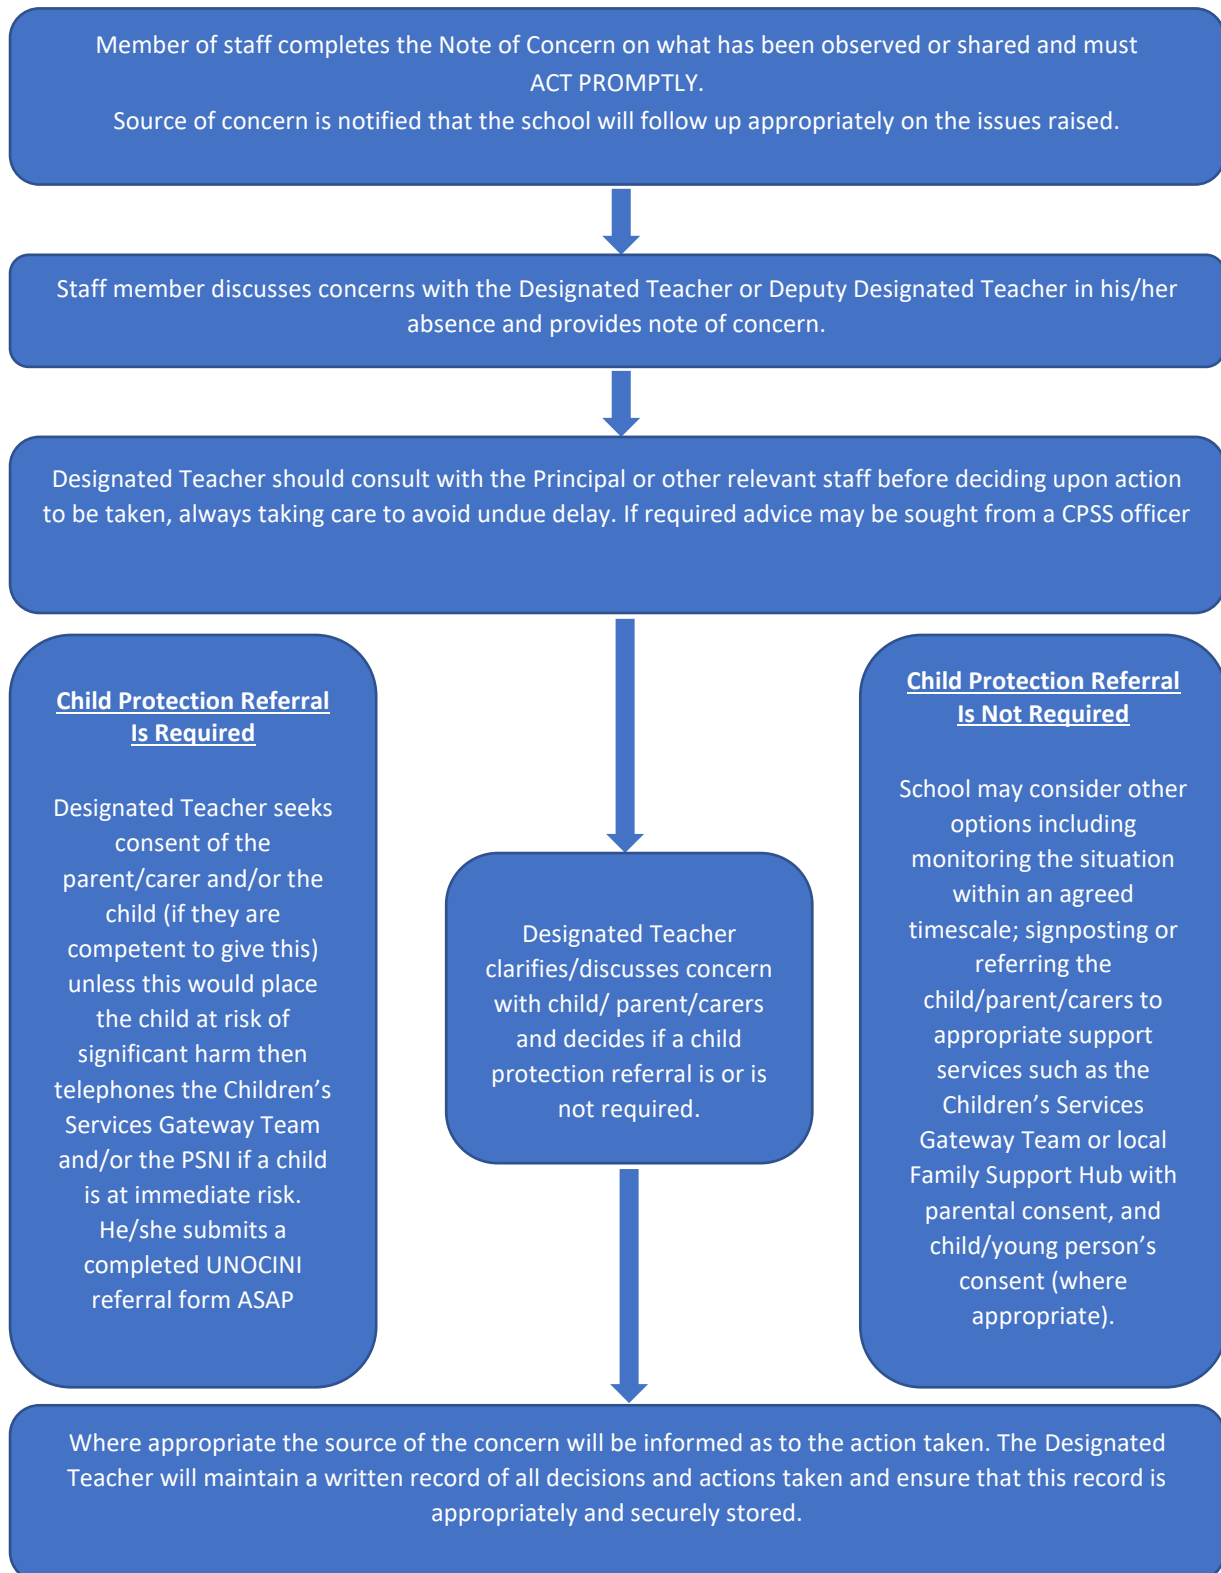 Member of staff completes the Note of Concern on what has been observed or shared and must
ACT PROMPTLY.
Source of concern is notified that the school will follow up appropriately on the issues raised.
Staff member discusses concerns with the Designated Teacher or Deputy Designated Teacher in his/her
absence and provides note of concern.
Designated Teacher should consult with the Principal or other relevant staff before deciding upon action
to be taken, always taking care to avoid undue delay. If required advice may be sought from a CPSS officer
Child Protection Referral
Is Required
Designated Teacher seeks
consent of the
parent/carer and/or the
child (if they are
competent to give this)
unless this would place
the child at risk of
significant harm then
telephones the Children’s
Services Gateway Team
and/or the PSNI if a child
is at immediate risk.
He/she submits a
completed UNOCINI
referral form ASAP
Designated Teacher
clarifies/discusses concern
with child/ parent/carers
and decides if a child
protection referral is or is
not required.
Child Protection Referral
Is Not Required
School may consider other
options including
monitoring the situation
within an agreed
timescale; signposting or
referring the
child/parent/carers to
appropriate support
services such as the
Children’s Services
Gateway Team or local
Family Support Hub with
parental consent, and
child/young person’s
consent (where
appropriate).
Where appropriate the source of the concern will be informed as to the action taken. The Designated
Teacher will maintain a written record of all decisions and actions taken and ensure that this record is
appropriately and securely stored.